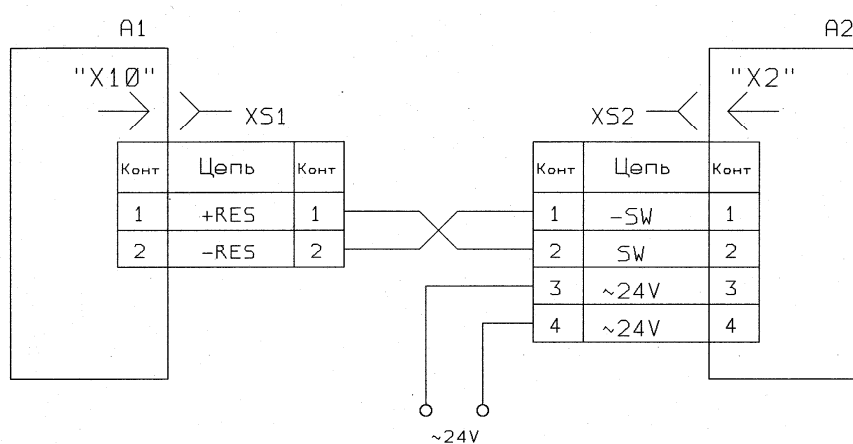 A1
A2
"X10"
"X2"
XS1
XS2
Конт Цепь Конт
1 +RES 1
2 -RES 2
Конт Цепь Конт
1 -SW 1
2 SW 2
3 ~24V 3
4 ~24V 4
~24V